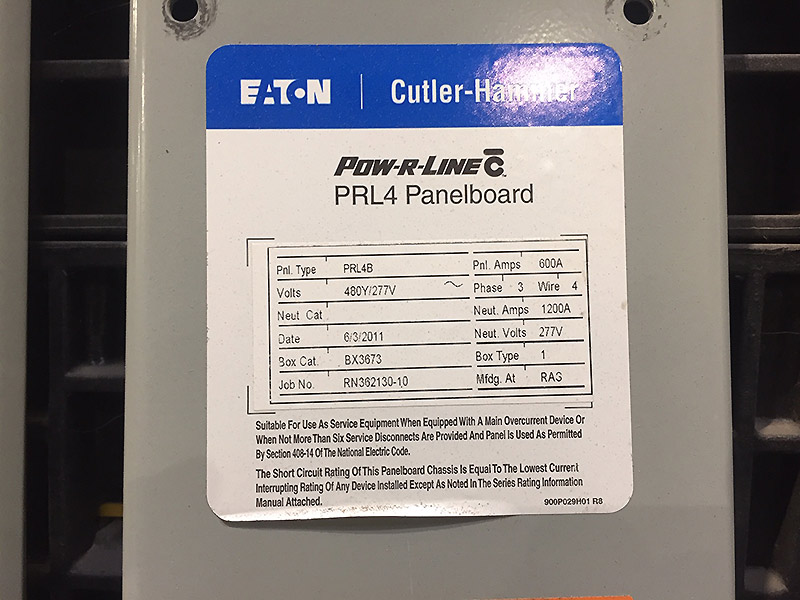 EATON | Cutler-Hammer
POW-R-LINE C™
PRL4 Panelboard
Pnl. Type PRL4B Pnl. Amps 600A
Volts 480Y/277V ~ Phase 3 Wire 4
Neut. Cat Neut. Amps 1200A
Date 6/3/2011 Neut. Volts 277V
Box Cat. BX3673 Box Type 1
Job No. RN362130-10 Mfdg. At RAS
Suitable For Use As Service Equipment When Equipped With A Main Overcurrent Device Or
When Not More Than Six Service Disconnects Are Provided And Panel Is Used As Permitted
By Section 408-14 Of The National Electric Code.
The Short Circuit Rating Of This Panelboard Chassis Is Equal To The Lowest Current
Interrupting Rating Of Any Device Installed Except As Noted In The Series Rating Information
Manual Attached.
900P029H01 R8